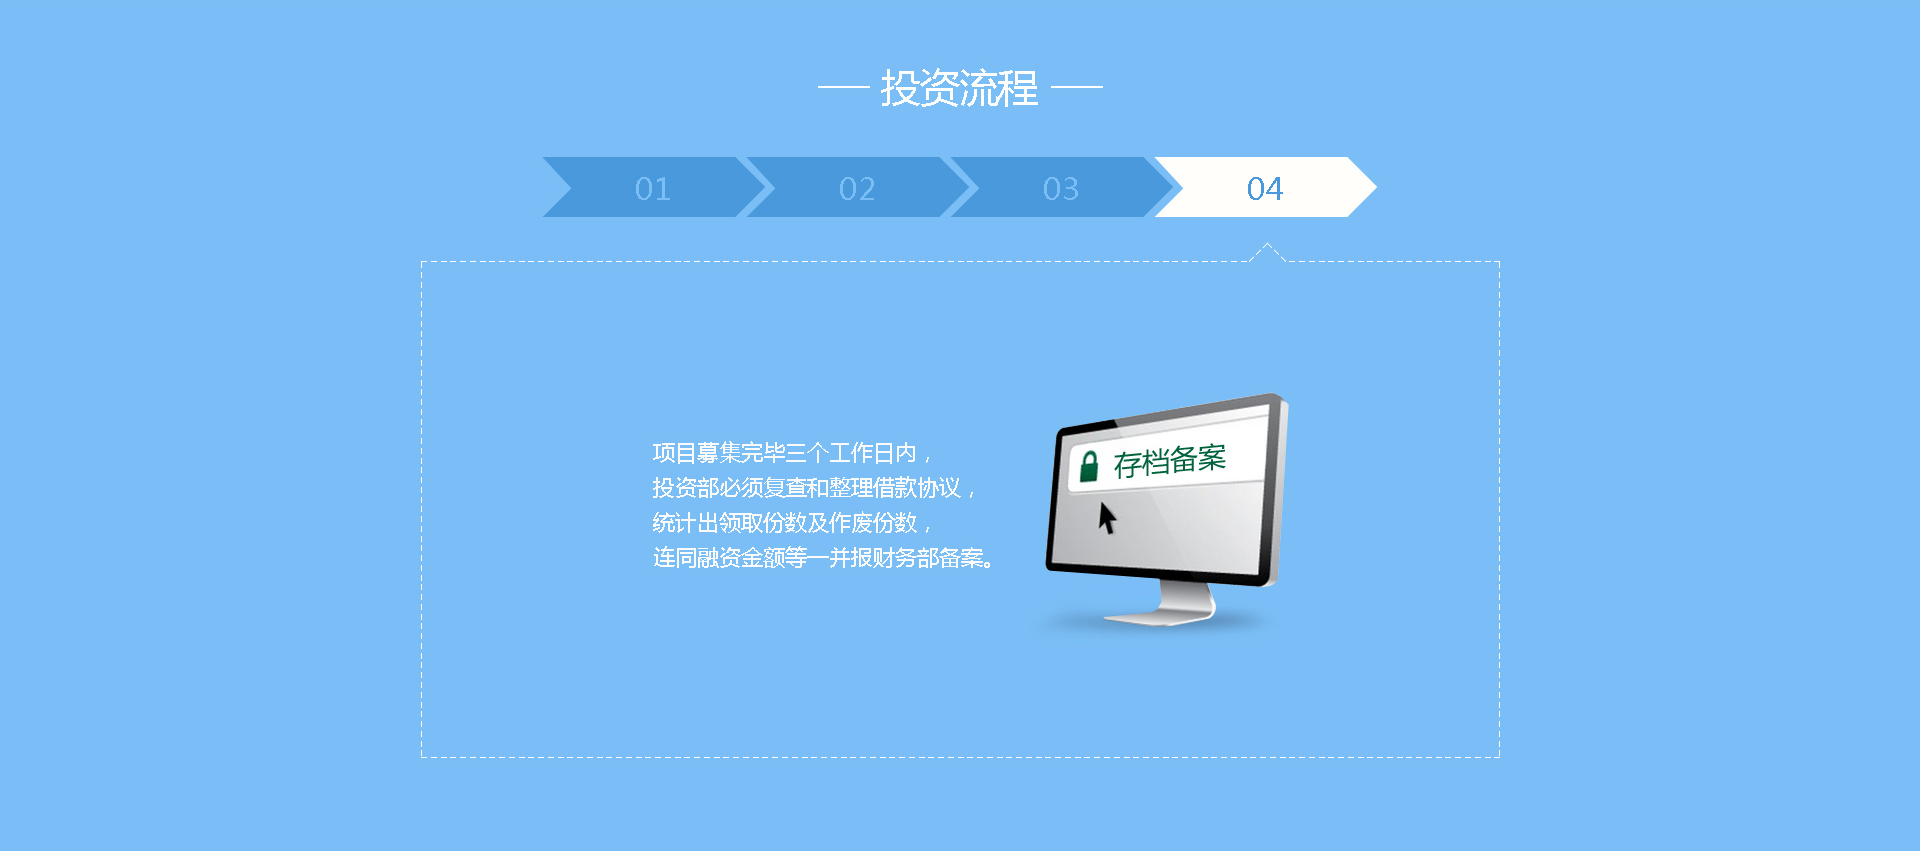 投资流程
01
02
03
04
项目募集完毕三个工作日内，
投资部必须复查和整理借款协议，
统计出领取份数及作废份数，
连同融资金额等一并报财务部备案。
存档备案